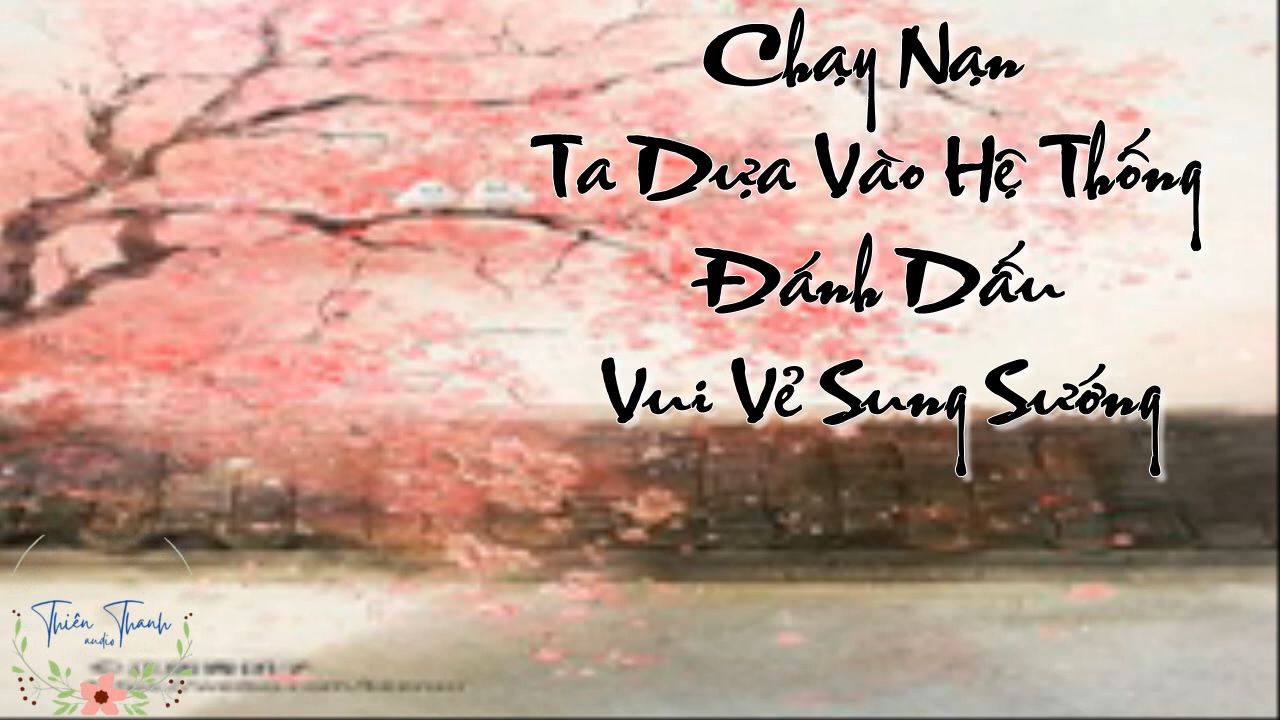 Chạy Nạn
Ta Dựa Vào Hệ Thống
Đánh Dấu
Vui Vẻ Sung Sướng
Thiên Thanh
audio